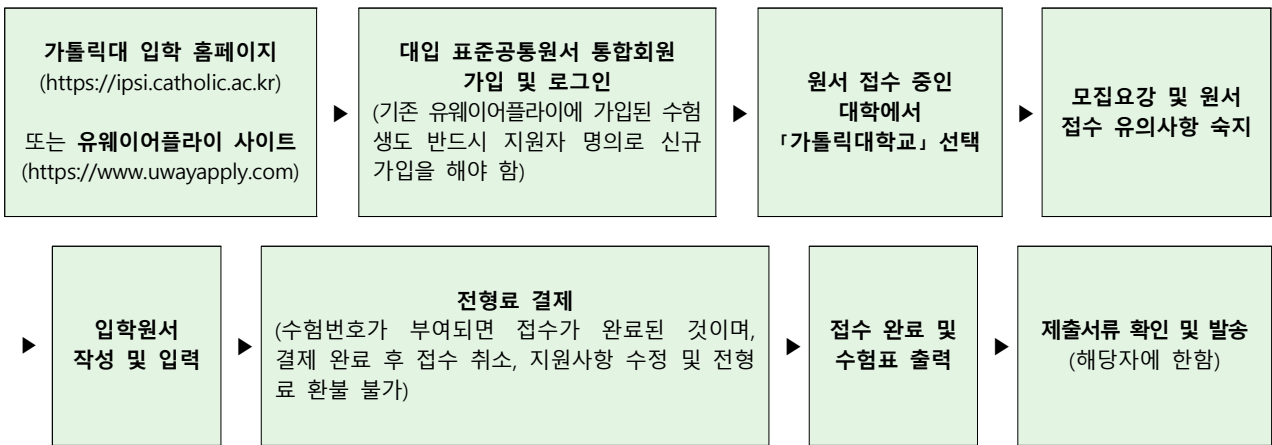 가톨릭대 입학 홈페이지
(https://ipsi.catholic.ac.kr)
또는 유웨이어플라이 사이트
(https://www.uwayapply.com)
▶
대입 표준공통원서 통합회원
가입 및 로그인
(기존 유웨이어플라이에 가입된 수험
생도 반드시 지원자 명의로 신규
가입을 해야 함)
▶
원서 접수 중인
대학에서
「가톨릭대학교」 선택
▶
모집요강 및 원서
접수 유의사항 숙지
▶
입학원서
작성 및 입력
▶
전형료 결제
(수험번호가 부여되면 접수가 완료된 것이며,
결제 완료 후 접수 취소, 지원사항 수정 및 전형
료 환불 불가)
▶
접수 완료 및
수험표 출력
▶
제출서류 확인 및 발송
(해당자에 한함)